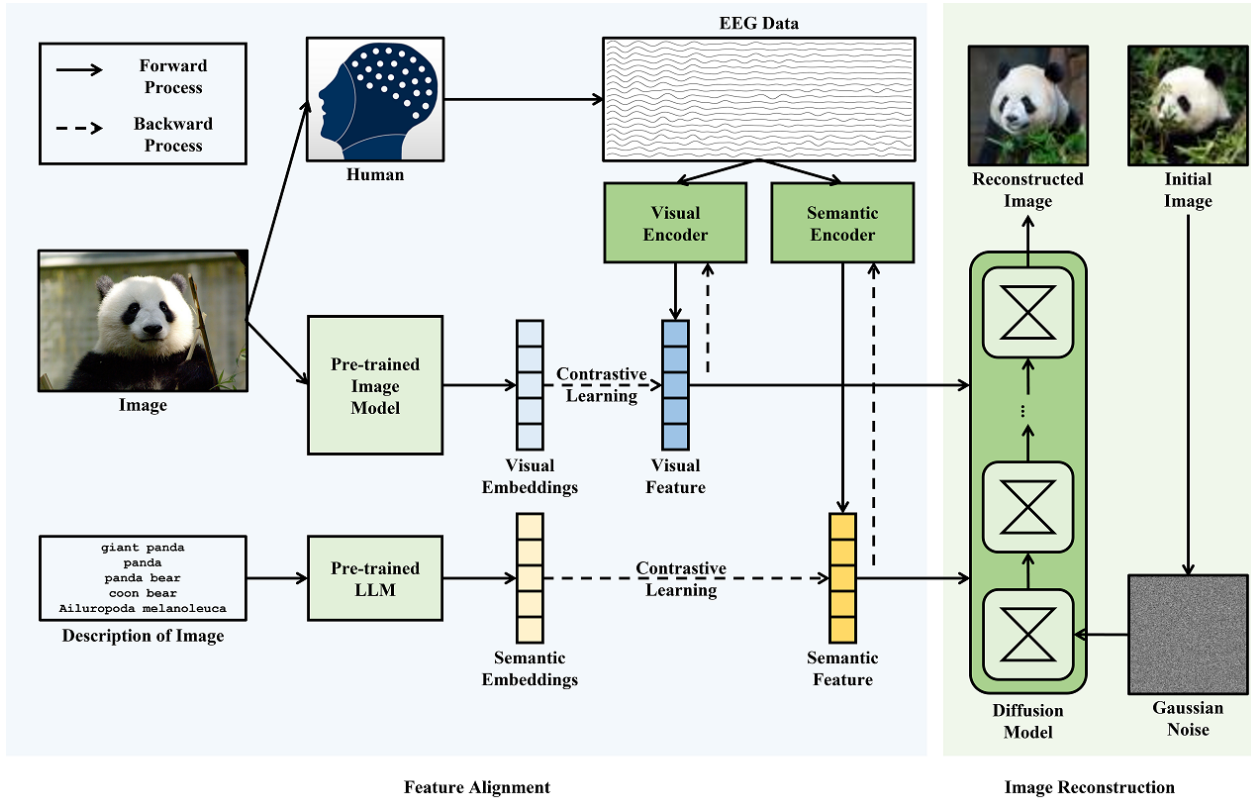 EEG Data
Forward
Process
Backward
Process
Human
Reconstructed
Image
Initial
Image
Visual
Encoder
Semantic
Encoder
Image
Pre-trained
Image
Model
Contrastive
Learning
Visual
Embeddings
Visual
Feature
...
giant panda
panda
panda bear
coon bear
Ailuropoda melanoleuca
Description of Image
Pre-trained
LLM
Contrastive
Learning
Semantic
Embeddings
Semantic
Feature
Diffusion
Model
Gaussian
Noise
Feature Alignment
Image Reconstruction